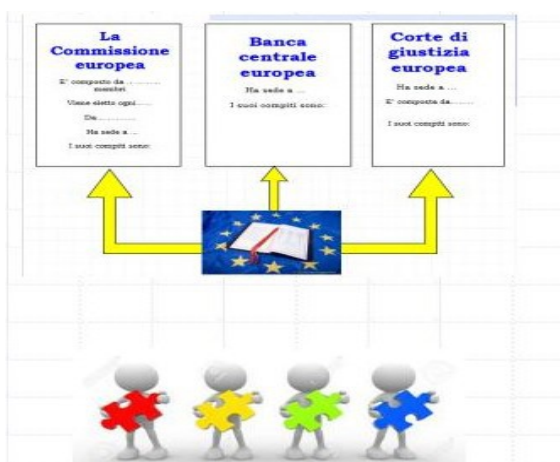 La
Commissione
europea
E' composto da ...........
membri
Viene eletto ogni......
Da............
Ha sede a ...
I suoi compiti sono:
Banca
centrale
europea
Ha sede a ...
I suoi compiti sono:
Corte di
giustizia
europea
Ha sede a ...
E' composta da........
I suoi compiti sono: